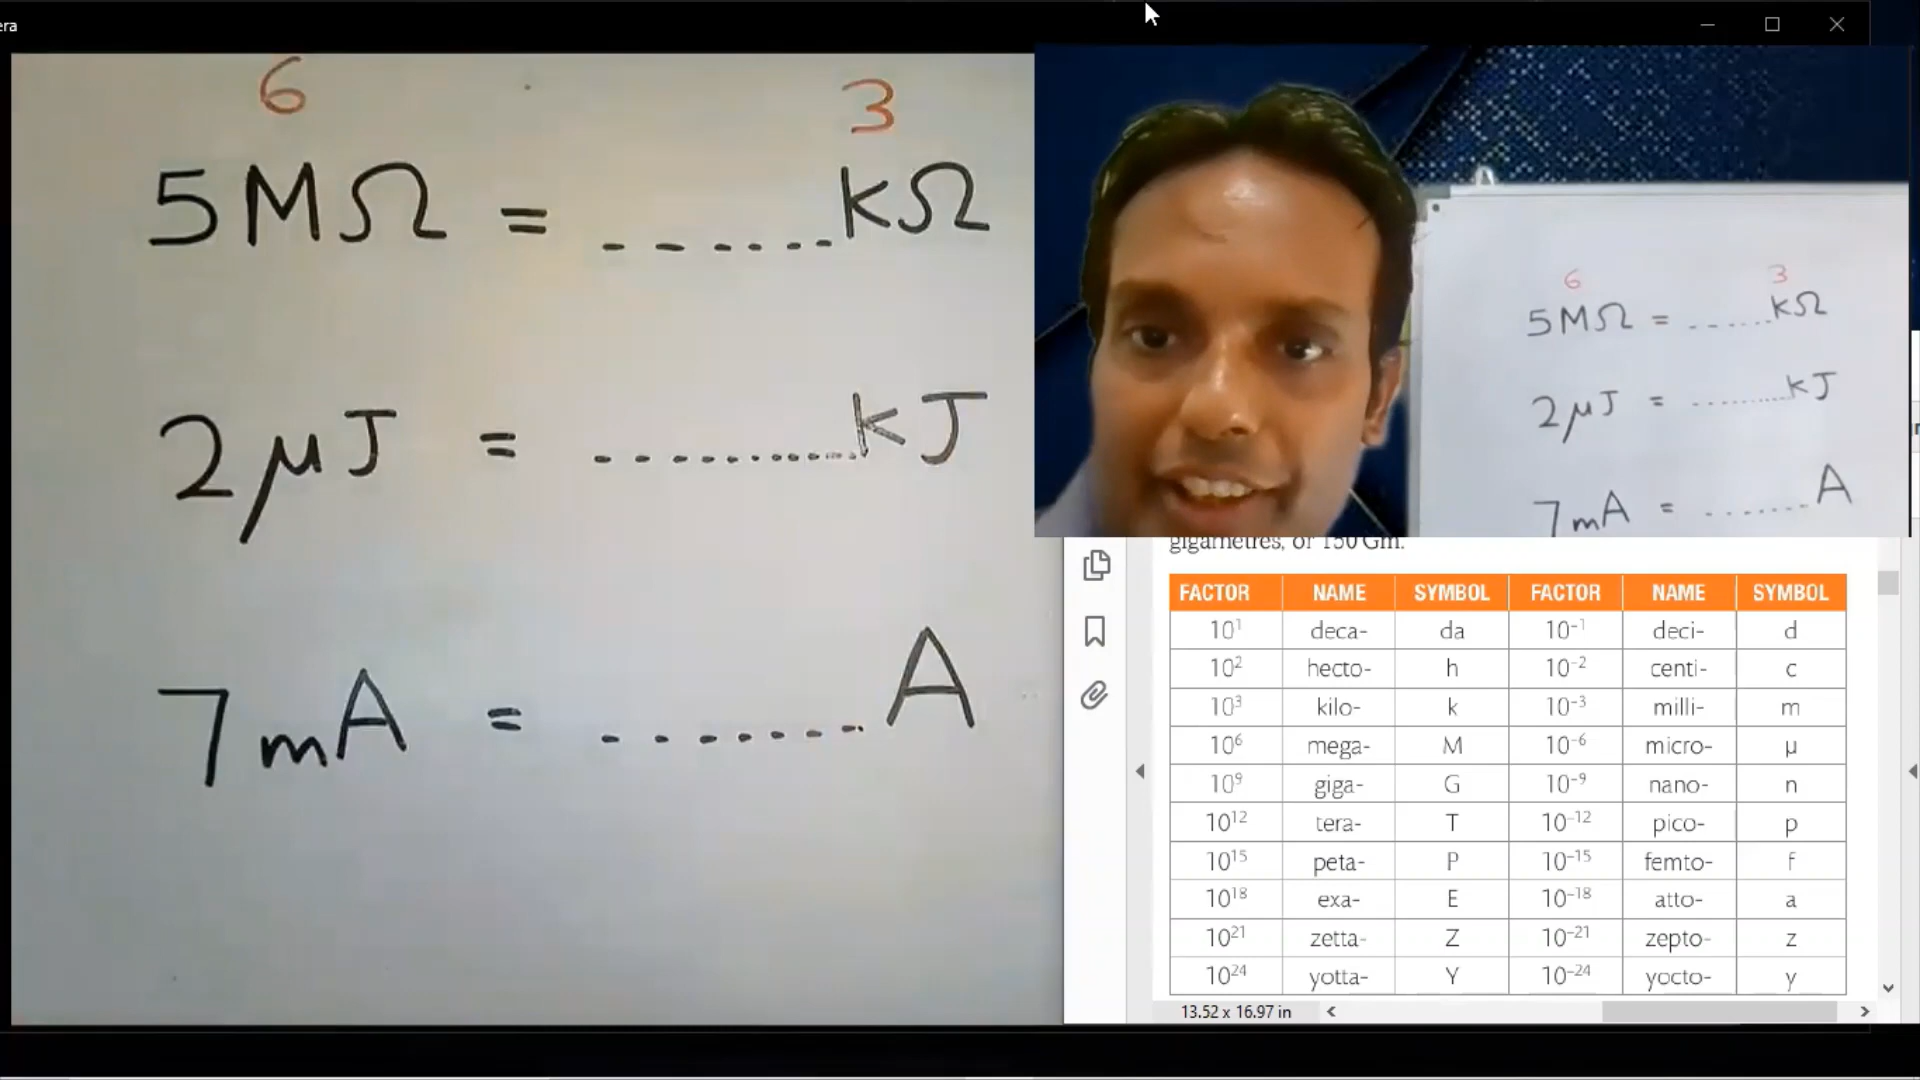 era
6 3
5MΩ = ......kΩ
2μJ = ..........kJ
7mA = ....... A
6 3
5MΩ = ......kΩ
2μJ = ..........kJ
7mA = ....... A
gigametres, or 150 Gm.
FACTOR NAME SYMBOL FACTOR NAME SYMBOL
10¹ deca- da 10⁻¹ deci- d
10² hecto- h 10⁻² centi- c
10³ kilo- k 10⁻³ milli- m
10⁶ mega- M 10⁻⁶ micro- μ
10⁹ giga- G 10⁻⁹ nano- n
10¹² tera- T 10⁻¹² pico- p
10¹⁵ peta- P 10⁻¹⁵ femto- f
10¹⁸ exa- E 10⁻¹⁸ atto- a
10²¹ zetta- Z 10⁻²¹ zepto- z
10²⁴ yotta- Y 10⁻²⁴ yocto- y
13.52 x 16.97 in